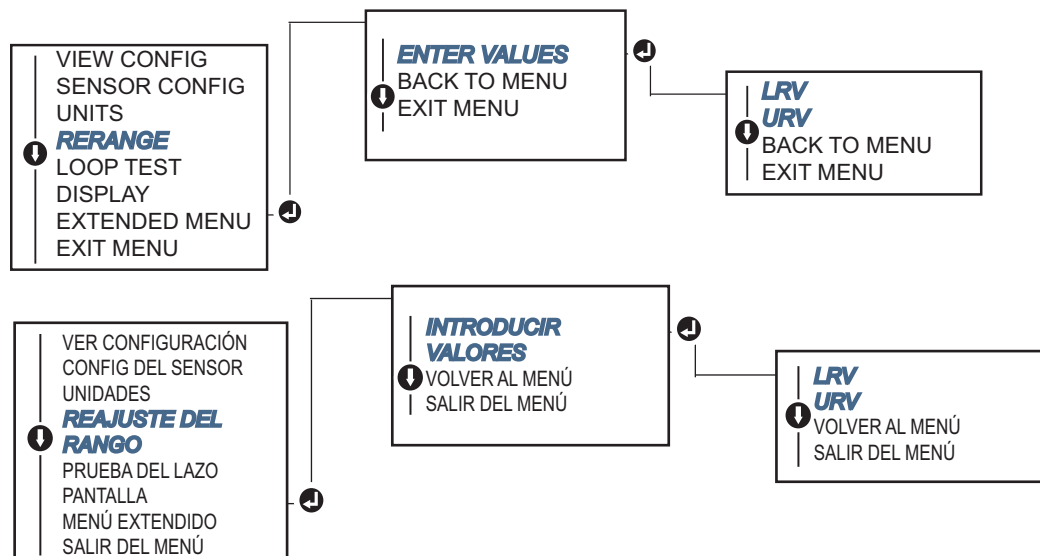 VIEW CONFIG
SENSOR CONFIG
UNITS
RERANGE
LOOP TEST
DISPLAY
EXTENDED MENU
EXIT MENU
ENTER VALUES
BACK TO MENU
EXIT MENU
LRV
URV
BACK TO MENU
EXIT MENU
VER CONFIGURACIÓN
CONFIG DEL SENSOR
UNIDADES
REAJUSTE DEL
RANGO
PRUEBA DEL LAZO
PANTALLA
MENÚ EXTENDIDO
SALIR DEL MENÚ
INTRODUCIR
VALORES
VOLVER AL MENÚ
SALIR DEL MENÚ
LRV
URV
VOLVER AL MENÚ
SALIR DEL MENÚ